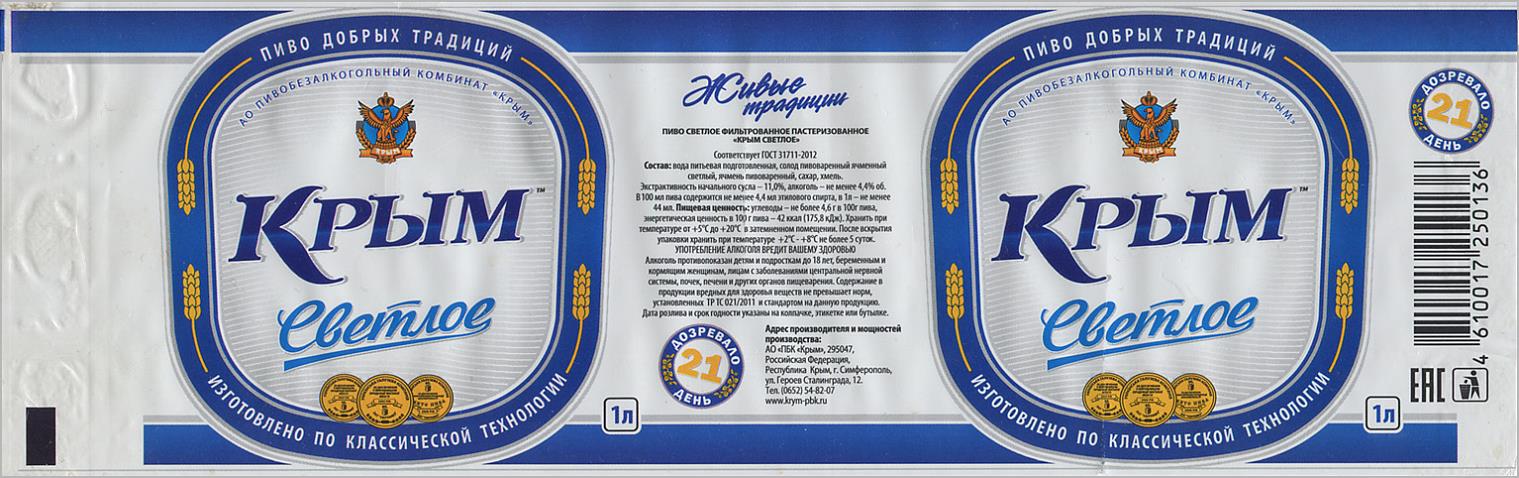 ПИВО ДОБРЫХ ТРАДИЦИЙ
АО ПИВОБЕЗАЛКОГОЛЬНЫЙ КОМБИНАТ «КРЫМ»
КРЫМ
КРЫМ™
Светлое
ИЗГОТОВЛЕНО ПО КЛАССИЧЕСКОЙ ТЕХНОЛОГИИ
1л
Живые
традиции
ПИВО СВЕТЛОЕ ФИЛЬТРОВАННОЕ ПАСТЕРИЗОВАННОЕ
«КРЫМ СВЕТЛОЕ»
Соответствует ГОСТ 31711-2012
Состав: вода питьевая подготовленная, солод пивоваренный ячменный
светлый, ячмень пивоваренный, сахар, хмель.
Экстрактивность начального сусла – 11,0%, алкоголь – не менее 4,4% об.
В 100 мл пива содержится не менее 4,4 мл этилового спирта, в 1л – не менее
44 мл. Пищевая ценность: углеводы – не более 4,6 г в 100г пива,
энергетическая ценность в 100 г пива – 42 ккал (175,8 кДж). Хранить при
температуре от +5°С до +20°С в затемненном помещении. После вскрытия
упаковки хранить при температуре +2°С - +8°С не более 5 суток.
УПОТРЕБЛЕНИЕ АЛКОГОЛЯ ВРЕДИТ ВАШЕМУ ЗДОРОВЬЮ
Алкоголь противопоказан детям и подросткам до 18 лет, беременным и
кормящим женщинам, лицам с заболеваниями центральной нервной
системы, почек, печени и других органов пищеварения. Содержание в
продукции вредных для здоровья веществ не превышает норм,
установленных ТР ТС 021/2011 и стандартом на данную продукцию.
Дата розлива и срок годности указаны на колпачке, этикетке или бутылке.
ДОЗРЕВАЛО
21
ДЕНЬ
Адрес производителя и мощностей
производства:
АО «ПБК «Крым», 295047,
Российская Федерация,
Республика Крым, г. Симферополь,
ул. Героев Сталинграда, 12.
Тел. (0652) 54-82-07
www.krym-pbk.ru
ПИВО ДОБРЫХ ТРАДИЦИЙ
АО ПИВОБЕЗАЛКОГОЛЬНЫЙ КОМБИНАТ «КРЫМ»
КРЫМ
КРЫМ™
Светлое
ИЗГОТОВЛЕНО ПО КЛАССИЧЕСКОЙ ТЕХНОЛОГИИ
1л
ДОЗРЕВАЛО
21
ДЕНЬ
4 610017 250136
EAC